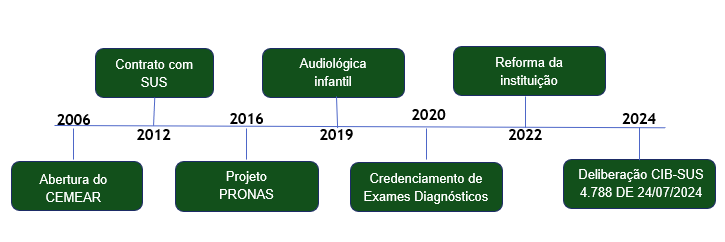 Contrato com
SUS
Audiológica
infantil
Reforma da
instituição
2006
2012
2016
2019
2020
2022
2024
Abertura do
CEMEAR
Projeto
PRONAS
Credenciamento de
Exames Diagnósticos
Deliberação CIB-SUS
4.788 DE 24/07/2024